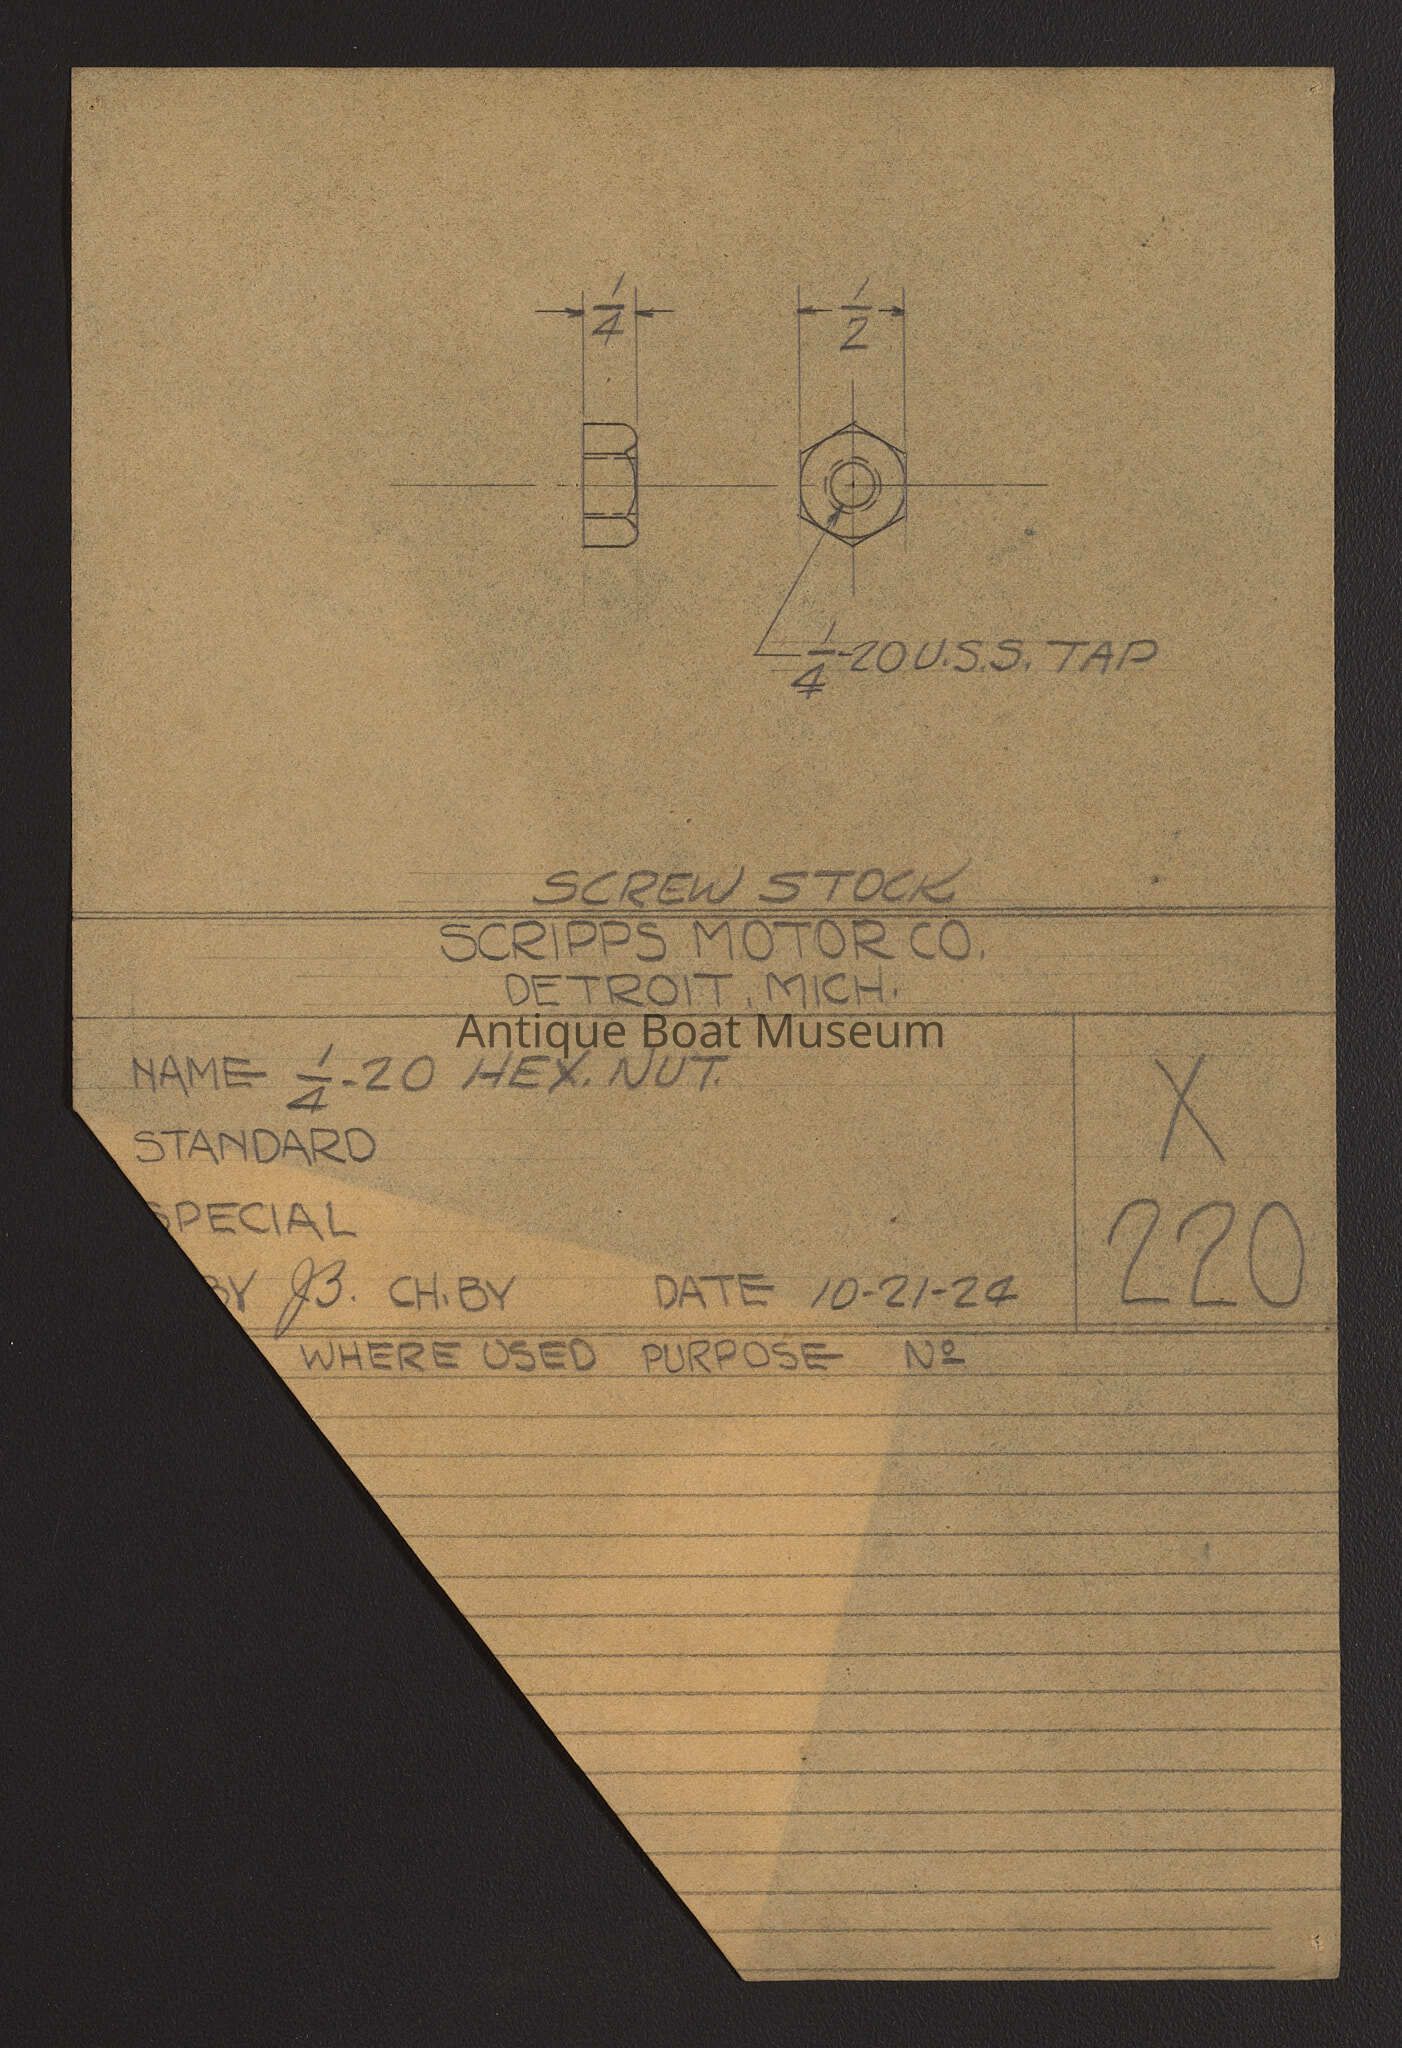 1/4
1/2
1/4-20 U.S.S. TAP
SCREW STOCK
SCRIPPS MOTOR CO.
DETROIT, MICH.
Antique Boat Museum
NAME 1/4-20 HEX. NUT.
STANDARD
X
SPECIAL
220
BY JB. CH. BY DATE 10-21-24
WHERE USED PURPOSE Nº